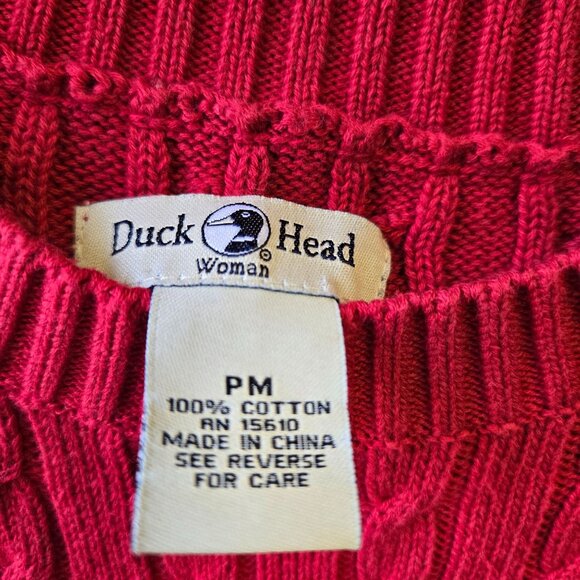 Duck Head
Woman
PM
100% COTTON
RN 15610
MADE IN CHINA
SEE REVERSE
FOR CARE